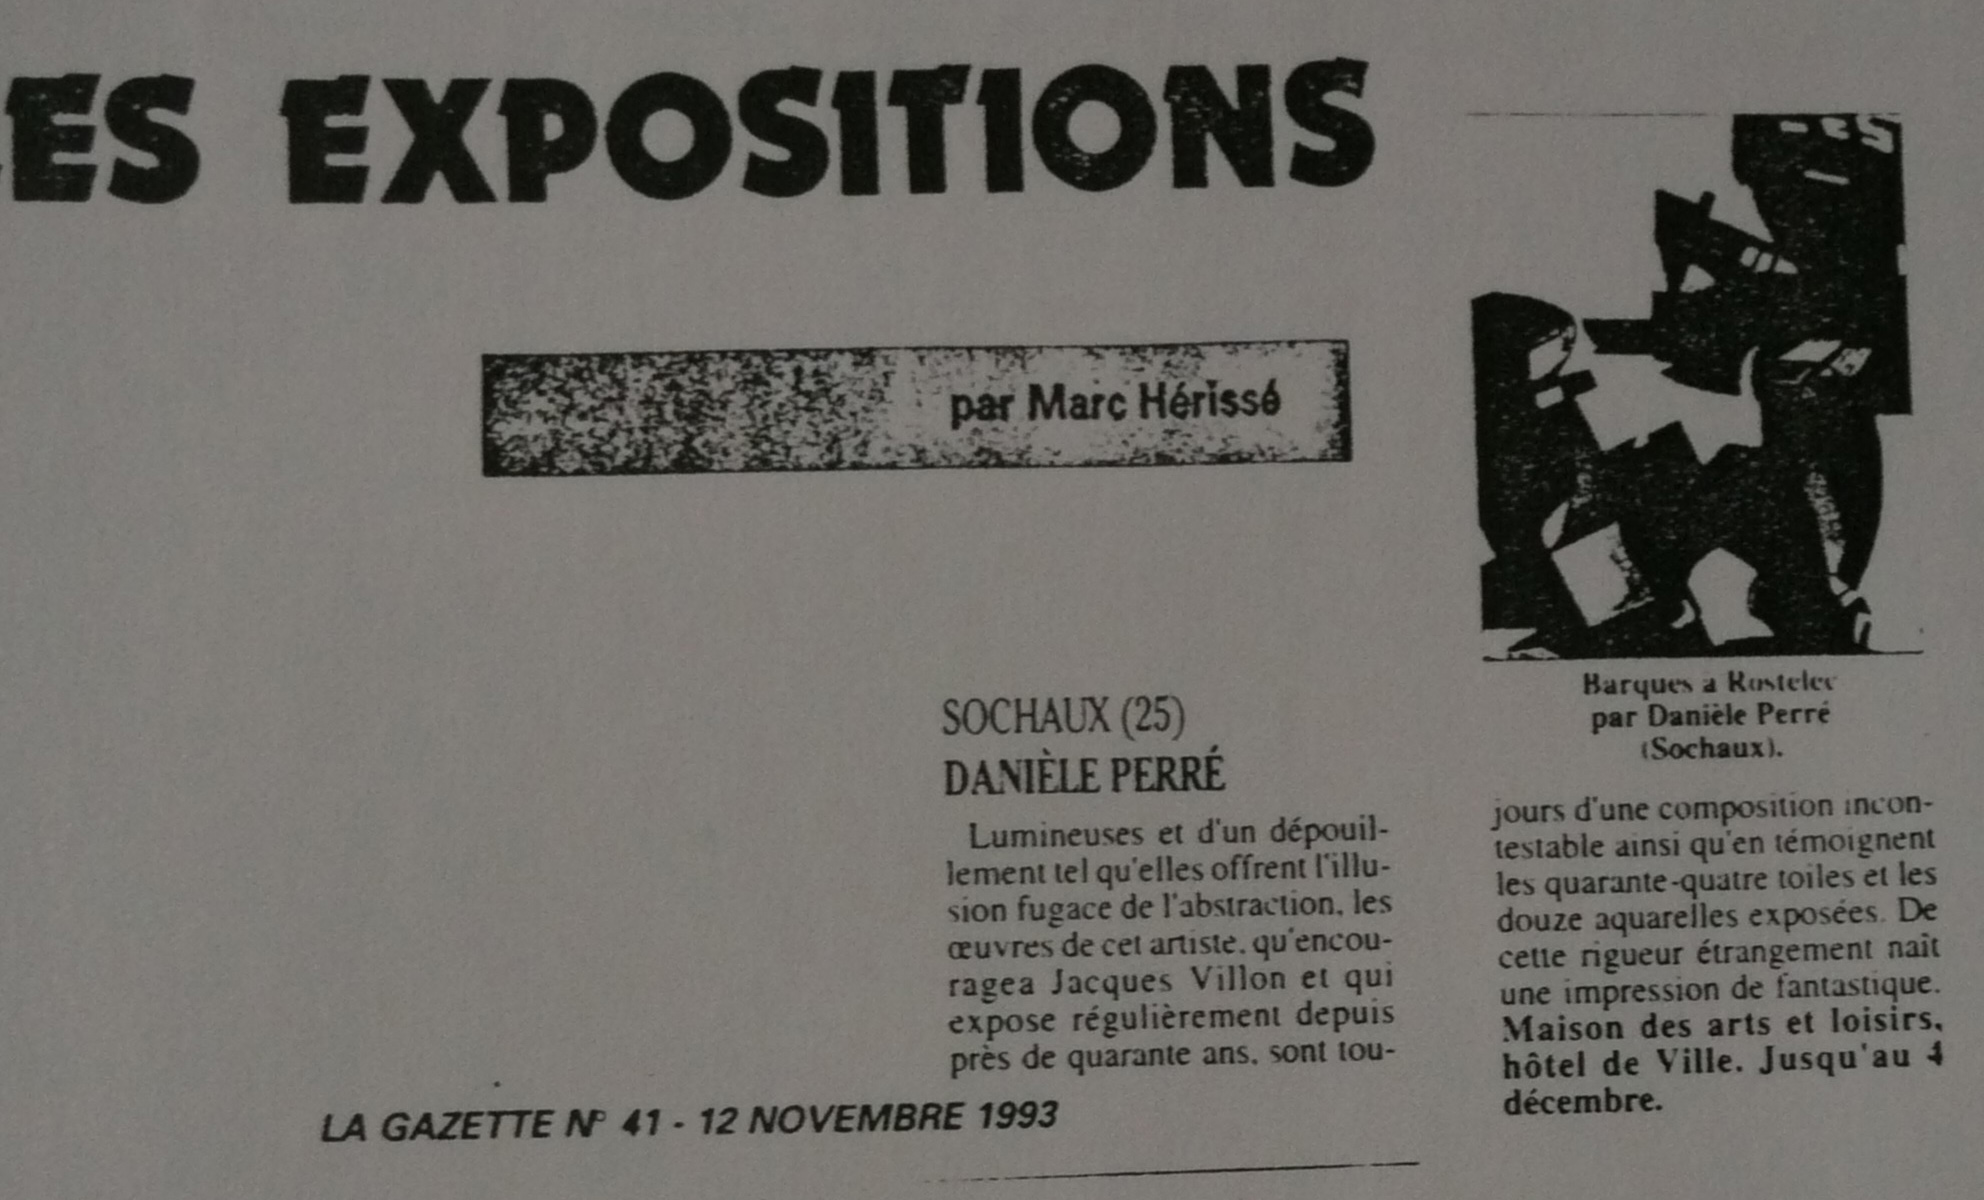 LES EXPOSITIONS
par Marc Hérissé
SOCHAUX (25)
DANIÈLE PERRÉ
Lumineuses et d'un dépouil-
lement tel qu'elles offrent l'illu-
sion fugace de l'abstraction, les
œuvres de cet artiste, qu'encou-
ragea Jacques Villon et qui
expose régulièrement depuis
près de quarante ans, sont tou-
Barques a Rostelec
par Danièle Perré
(Sochaux).
jours d'une composition incon-
testable ainsi qu'en témoignent
les quarante-quatre toiles et les
douze aquarelles exposées. De
cette rigueur étrangement naît
une impression de fantastique.
Maison des arts et loisirs,
hôtel de Ville. Jusqu'au 4
décembre.
LA GAZETTE N° 41 - 12 NOVEMBRE 1993